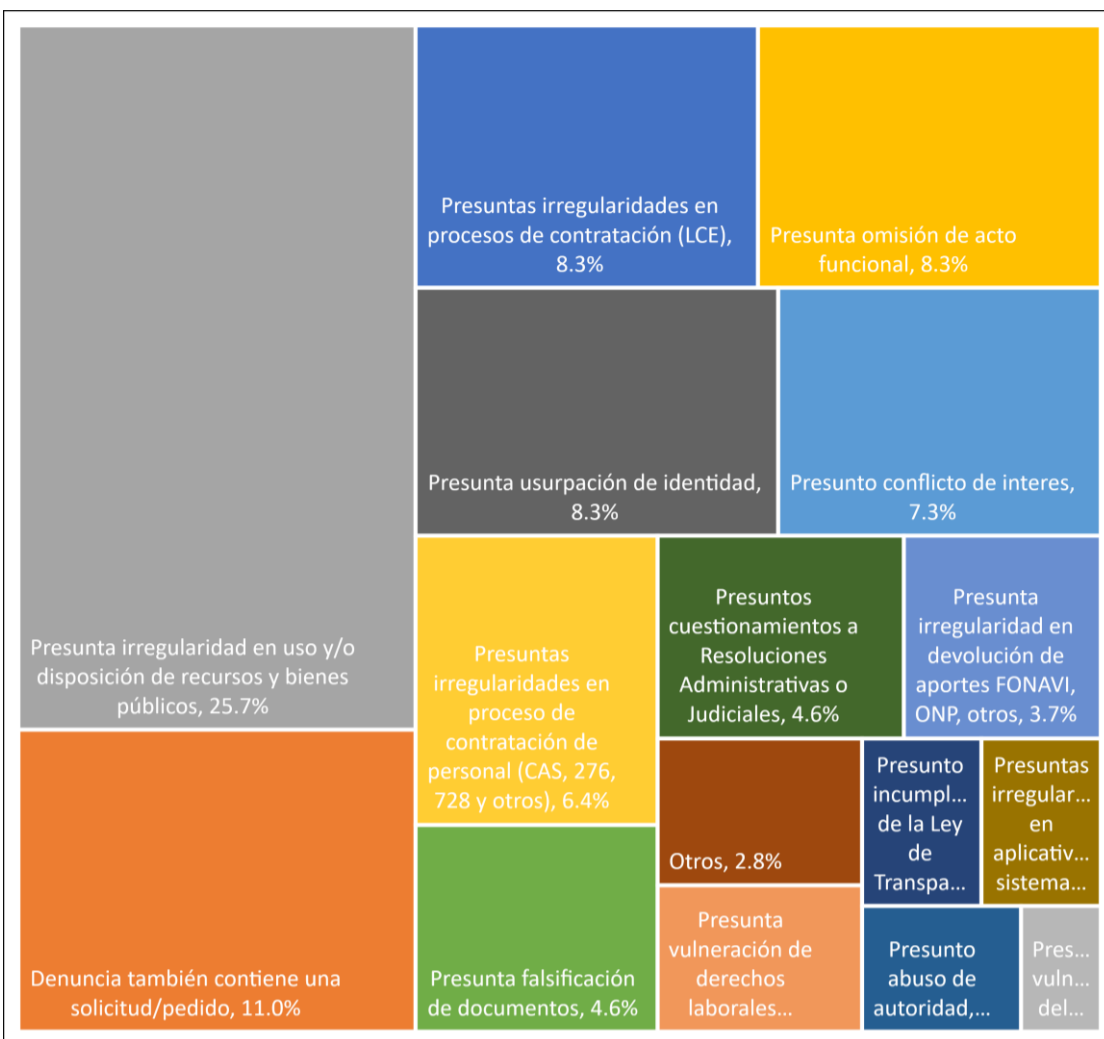 Presunta irregularidad en uso y/o
disposición de recursos y bienes
públicos, 25.7%
Denuncia también contiene una
solicitud/pedido, 11.0%
Presuntas irregularidades en
procesos de contratación (LCE),
8.3%
Presunta omisión de acto
funcional, 8.3%
Presunta usurpación de identidad,
8.3%
Presunto conflicto de interes,
7.3%
Presuntas
irregularidades en
proceso de
contratación de
personal (CAS, 276,
728 y otros), 6.4%
Presunta falsificación
de documentos, 4.6%
Presuntos
cuestionamientos a
Resoluciones
Administrativas o
Judiciales, 4.6%
Presunta
irregularidad en
devolución de
aportes FONAVI,
ONP, otros, 3.7%
Otros, 2.8%
Presunta
vulneración de
derechos
laborales...
Presunto
incumpl...
de la Ley
de
Transpa...
Presuntas
irregular...
en
aplicativ...
sistema...
Presunto
abuso de
autoridad,...
Pres...
vuln...
del...